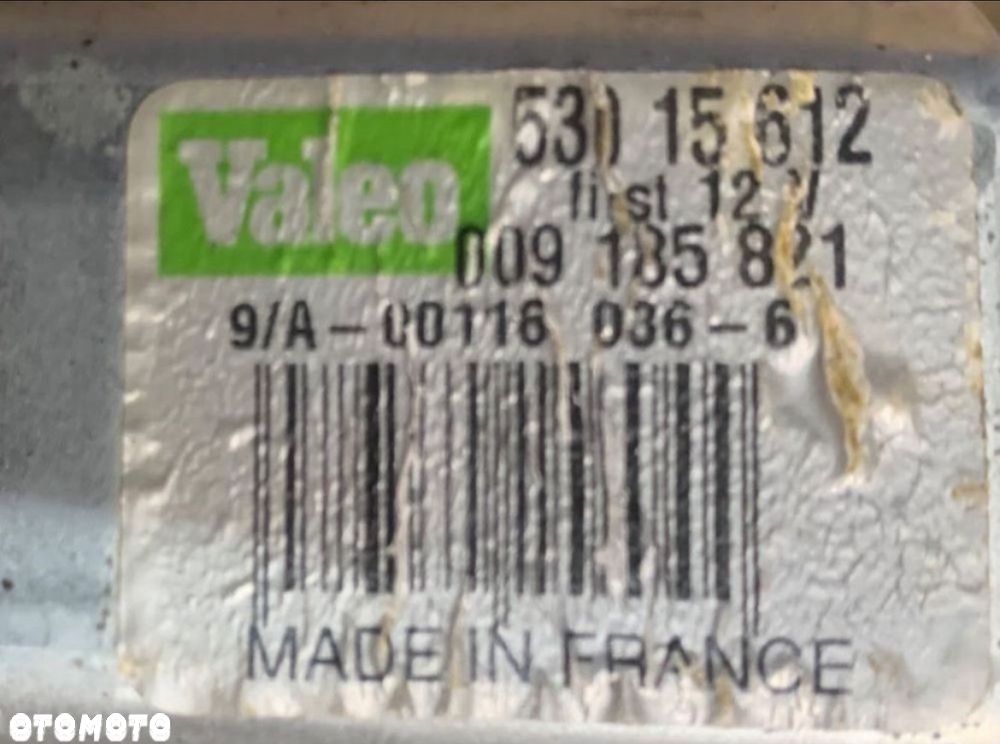 Valeo
530 15 612
first 12 V
009 185 821
9/A-00116 036-6
MADE IN FRANCE
OTOMOTO